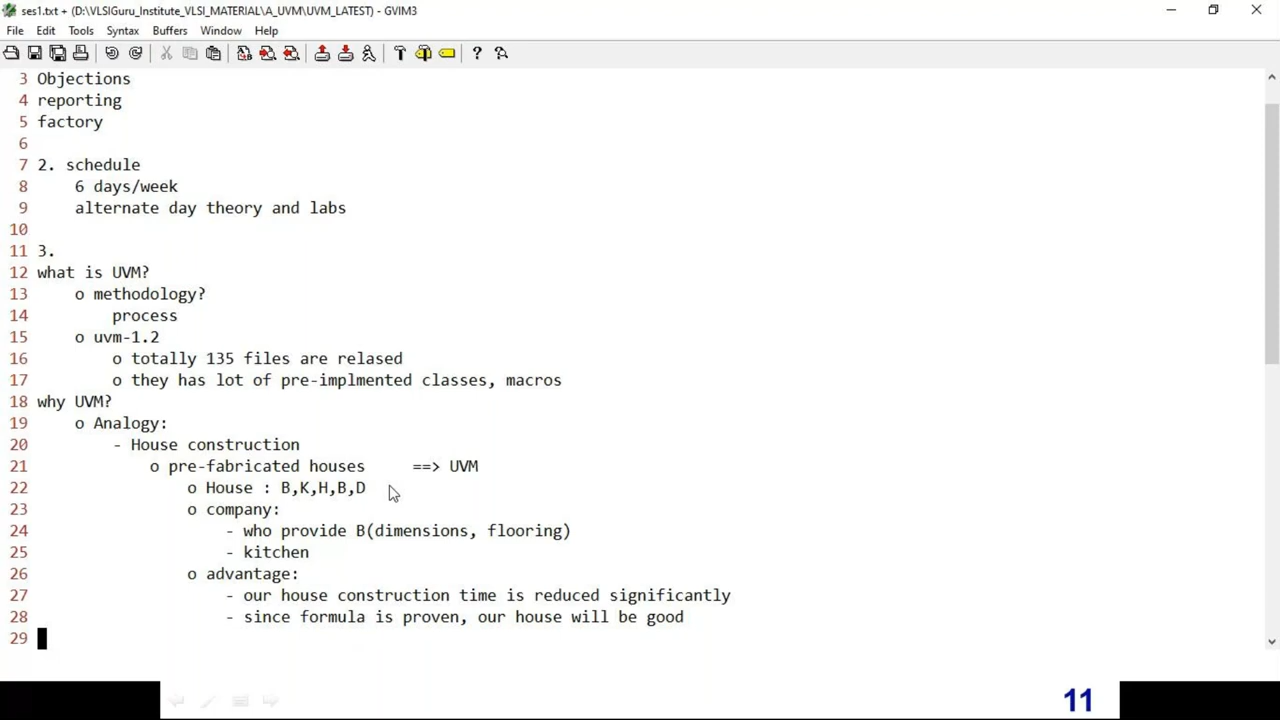 ses1.txt + (D:\VLSIGuru_Institute_VLSI_MATERIAL\A_UVM\UVM_LATEST) - GVIM3
File Edit Tools Syntax Buffers Window Help
3 Objections
4 reporting
5 factory
6
7 2. schedule
8 6 days/week
9 alternate day theory and labs
10
11 3.
12 what is UVM?
13 o methodology?
14 process
15 o uvm-1.2
16 o totally 135 files are relased
17 o they has lot of pre-implmented classes, macros
18 why UVM?
19 o Analogy:
20 - House construction
21 o pre-fabricated houses ==> UVM
22 o House : B,K,H,B,D
23 o company:
24 - who provide B(dimensions, flooring)
25 - kitchen
26 o advantage:
27 - our house construction time is reduced significantly
28 - since formula is proven, our house will be good
29
11